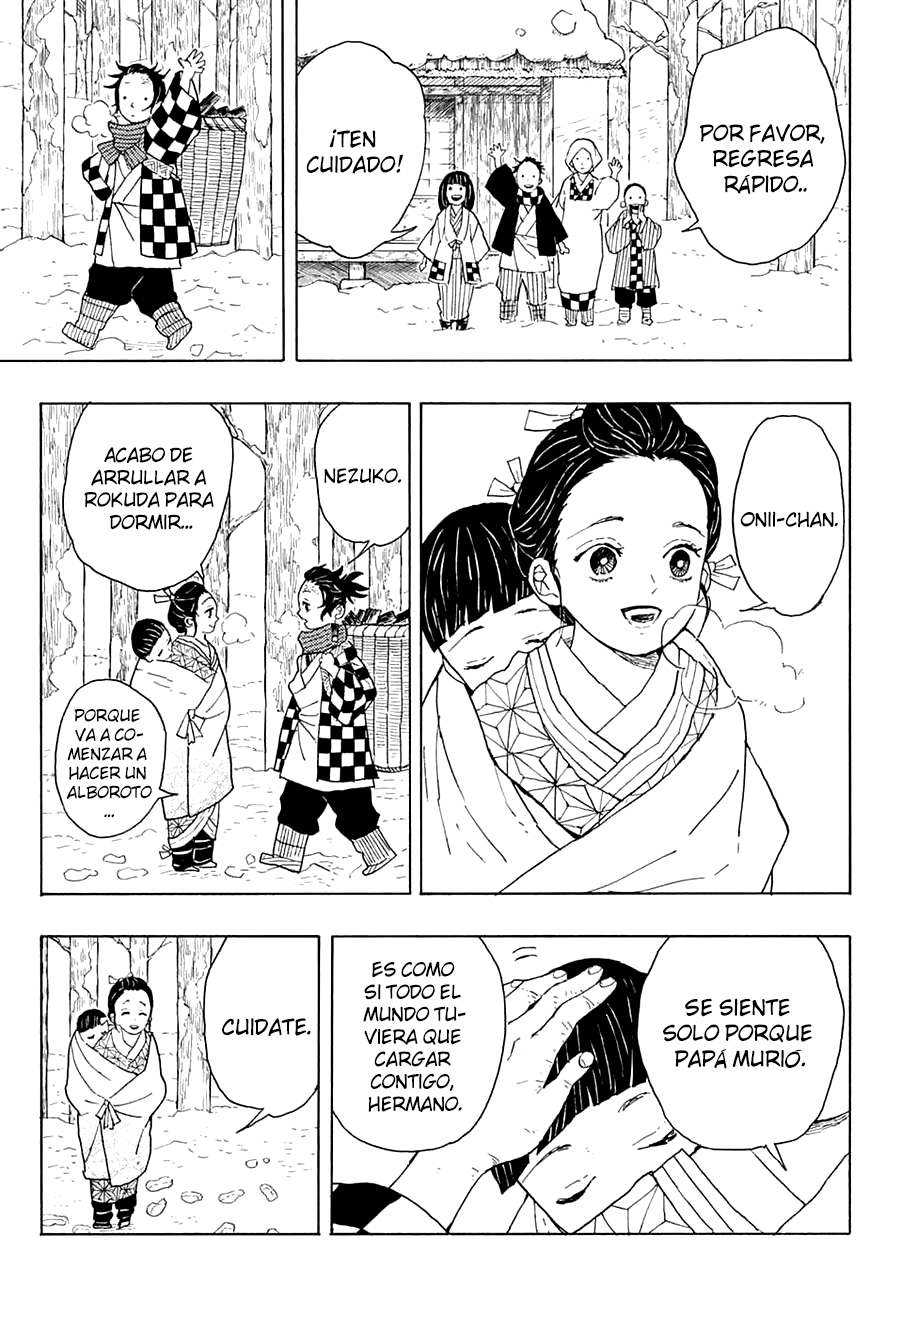 POR FAVOR,
REGRESA
RÁPIDO..
¡TEN
CUIDADO!
ONII-CHAN.
NEZUKO.
ACABO DE
ARRULLAR A
ROKUDA PARA
DORMIR...
PORQUE
VA A CO-
MENZAR A
HACER UN
ALBOROTO
...
SE SIENTE
SOLO PORQUE
PAPÁ MURIÓ.
ES COMO
SI TODO EL
MUNDO TU-
VIERA QUE
CARGAR
CONTIGO,
HERMANO.
CUIDATE.